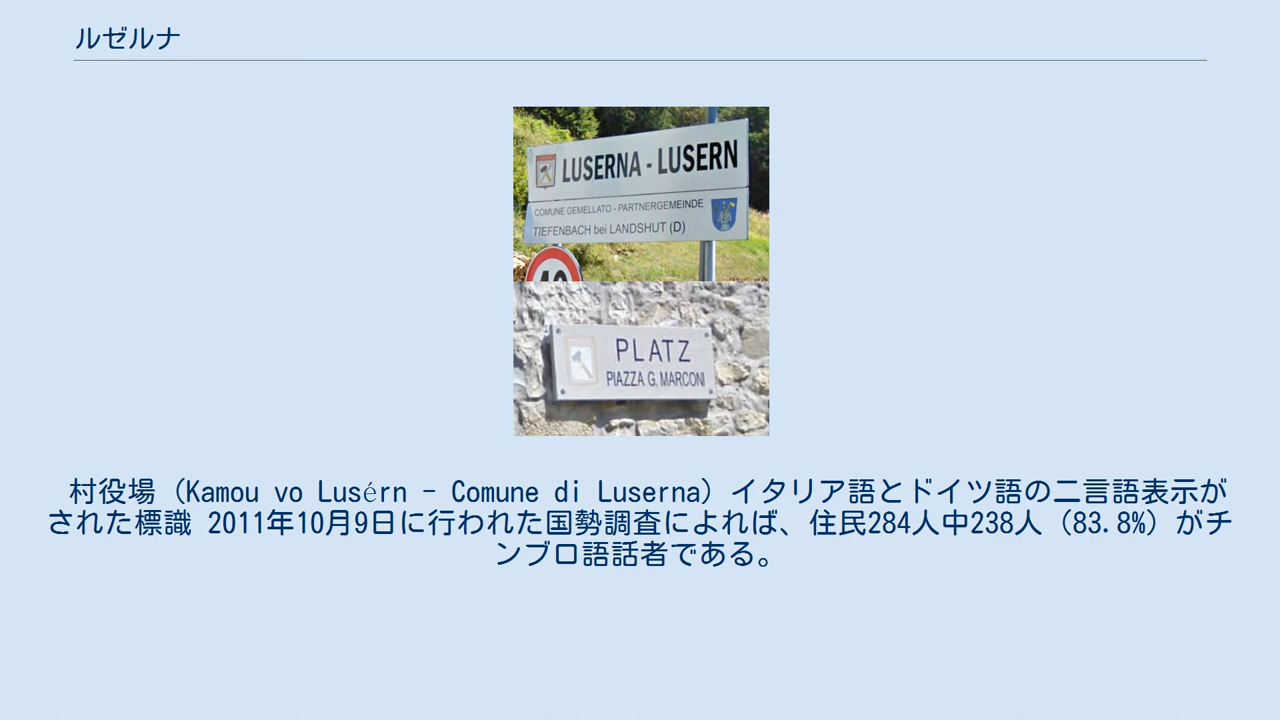 ルゼルナ
LUSERNA - LUSERN
COMUNE GEMELLATO - PARTNERGEMEINDE
TIEFENBACH bei LANDSHUT (D)
PLATZ
PIAZZA G. MARCONI
村役場（Kamou vo Lusérn - Comune di Luserna）イタリア語とドイツ語の二言語表示が
された標識 2011年10月9日に行われた国勢調査によれば、住民284人中238人（83.8%）がチ
ンブロ語話者である。